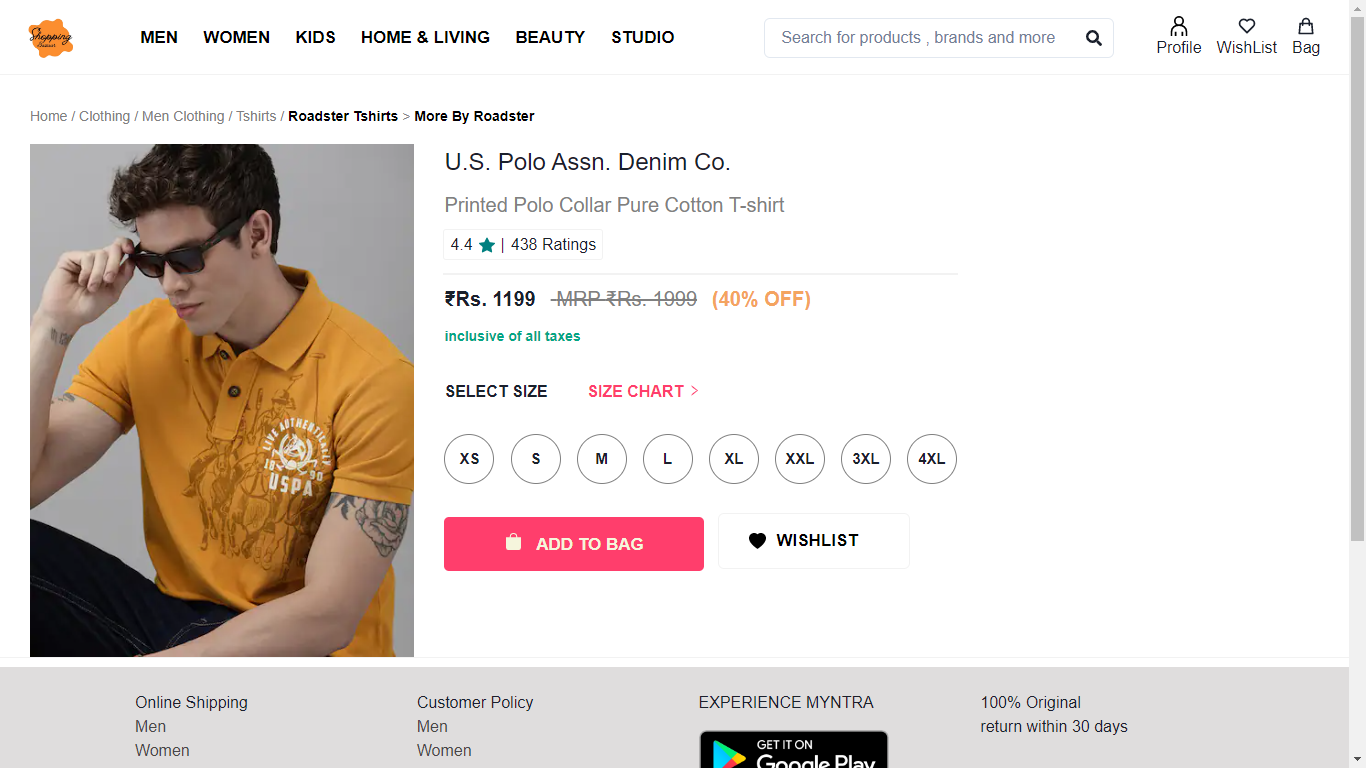 Shopping
MEN WOMEN KIDS HOME & LIVING BEAUTY STUDIO
Search for products , brands and more
Profile WishList Bag
Home / Clothing / Men Clothing / Tshirts / Roadster Tshirts > More By Roadster
U.S. Polo Assn. Denim Co.
Printed Polo Collar Pure Cotton T-shirt
4.4 | 438 Ratings
₹Rs. 1199 MRP ₹Rs. 1999 (40% OFF)
inclusive of all taxes
SELECT SIZE SIZE CHART >
XS S M L XL XXL 3XL 4XL
ADD TO BAG WISHLIST
LIVE AUTHENTICALLY
18 90
USPA
Online Shipping
Men
Women
Customer Policy
Men
Women
EXPERIENCE MYNTRA
GET IT ON
Google Play
100% Original
return within 30 days